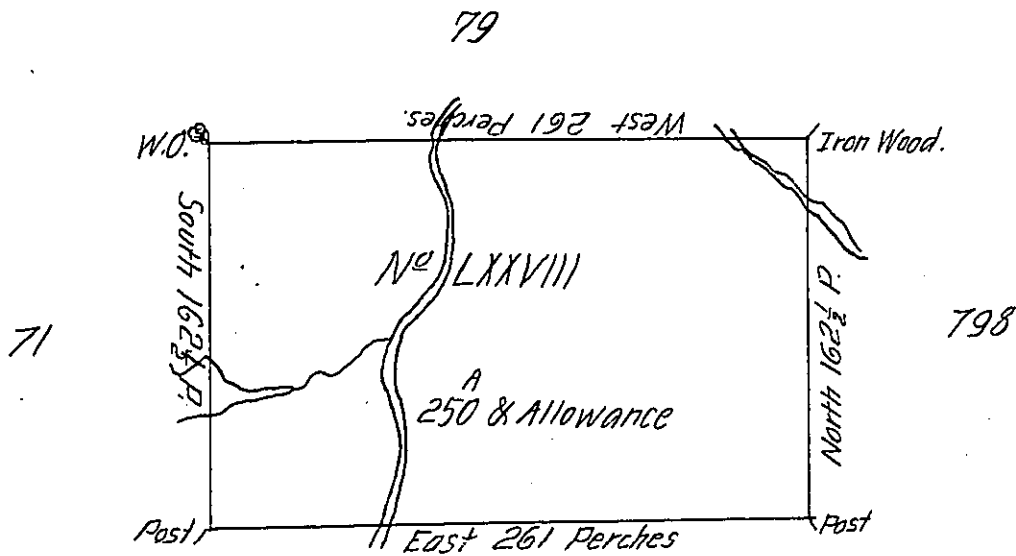 79
West 261 Perches.
W.O.
Iron Wood.
South 162½ P.
Nº LXXVIII
North 162½ P.
71
798
A
250 & Allowance
Post
East 261 Perches
Post